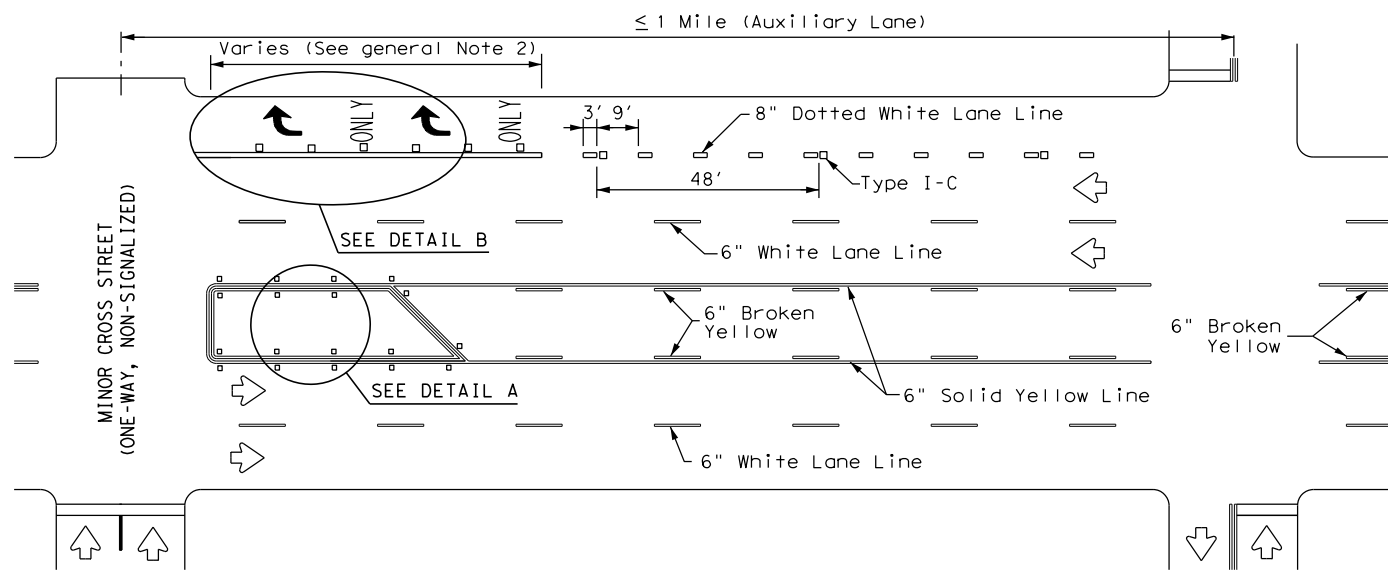 ≤ 1 Mile (Auxiliary Lane)
Varies (See general Note 2)
ONLY
ONLY
3' 9'
8" Dotted White Lane Line
48'
Type I-C
SEE DETAIL B
6" White Lane Line
MINOR CROSS STREET
(ONE-WAY, NON-SIGNALIZED)
6" Broken
Yellow
6" Broken
Yellow
SEE DETAIL A
6" Solid Yellow Line
6" White Lane Line